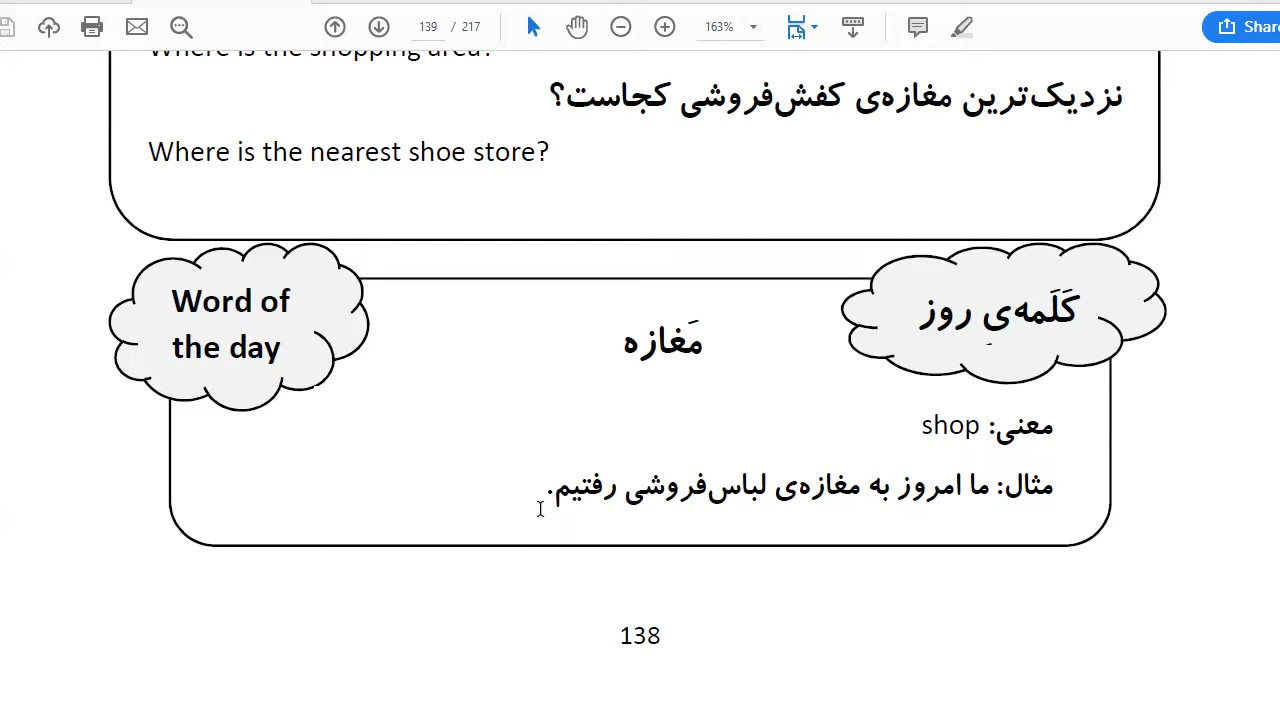 139 / 217
163%
Share
Where is the shopping area?
نزدیک‌ترین مغازه‌ی کفش‌فروشی کجاست؟
Where is the nearest shoe store?
Word of
the day
کَلَمه‌ی روز
مَغازه
معنی: shop
مثال: ما امروز به مغازه‌ی لباس‌فروشی رفتیم.
138